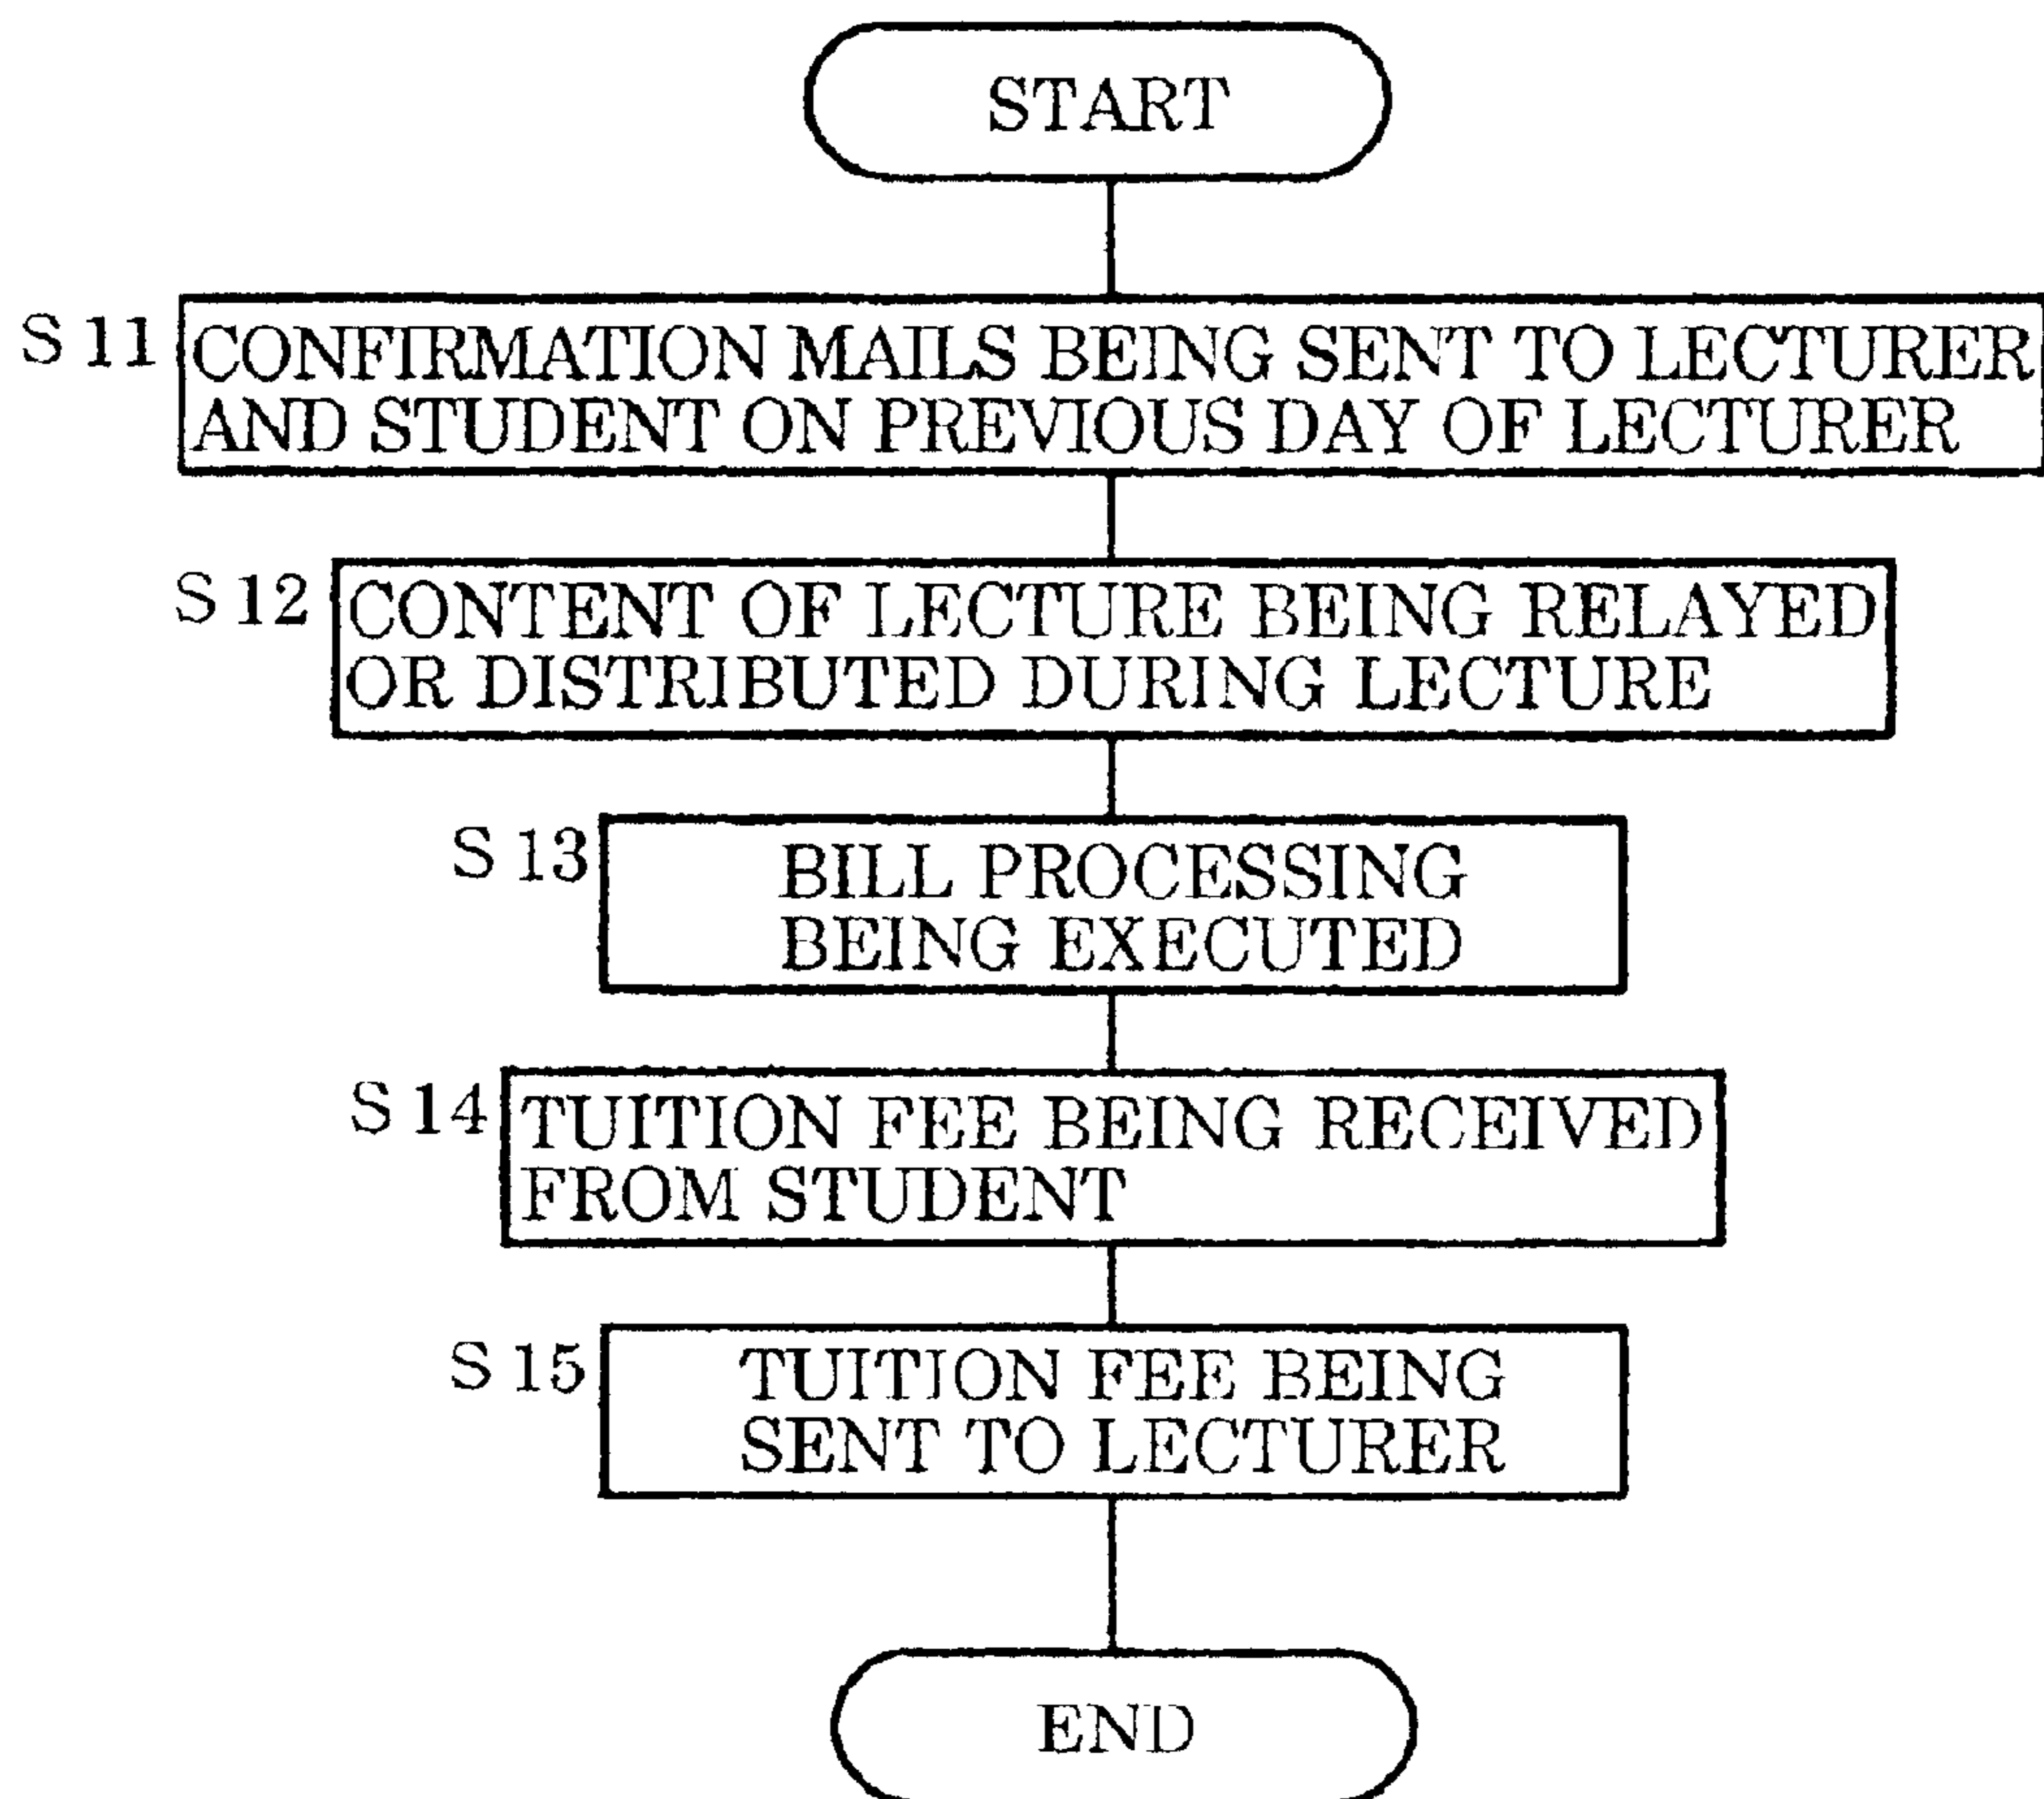 START
S 11 CONFIRMATION MAILS BEING SENT TO LECTURER
AND STUDENT ON PREVIOUS DAY OF LECTURER
S 12 CONTENT OF LECTURE BEING RELAYED
OR DISTRIBUTED DURING LECTURE
S 13 BILL PROCESSING
BEING EXECUTED
S 14 TUITION FEE BEING RECEIVED
FROM STUDENT
S 15 TUITION FEE BEING
SENT TO LECTURER
END